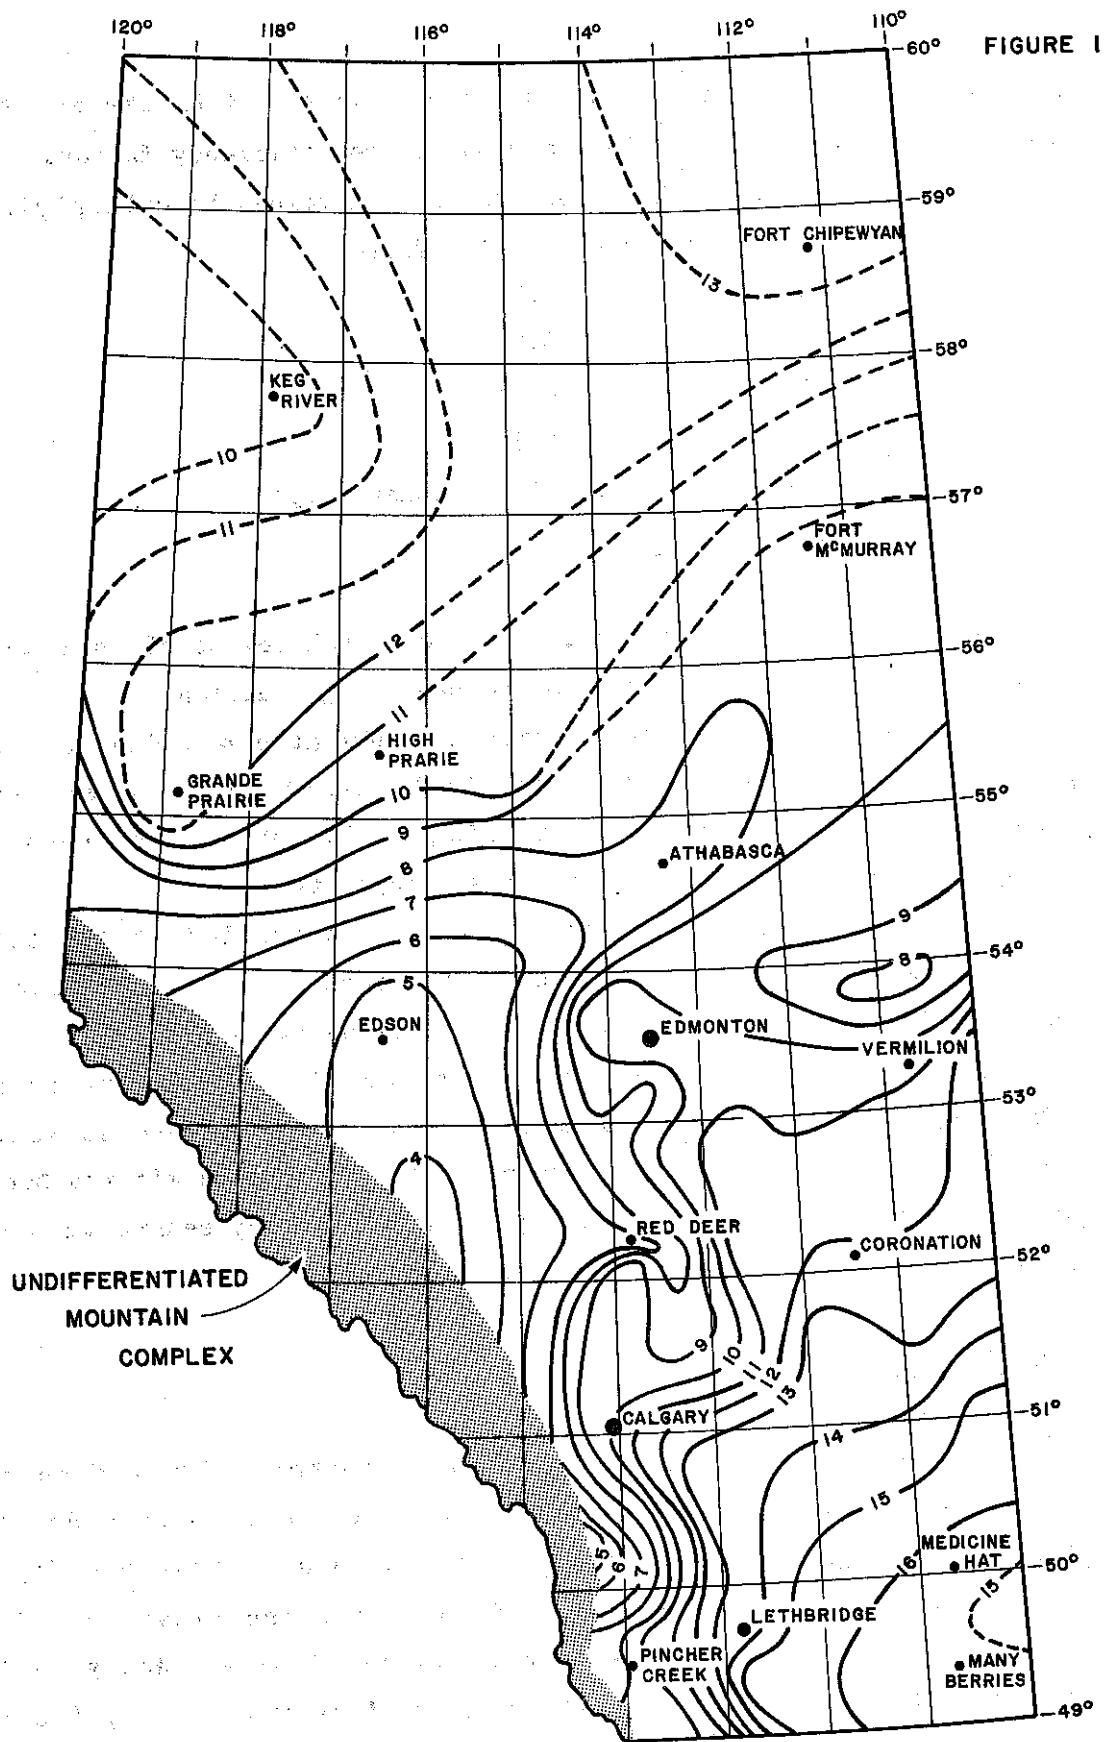 120° 118° 116° 114° 112° 110°
60° FIGURE 1
59°
FORT CHIPEWYAN
13
58°
KEG
RIVER
10
57°
11
FORT
McMURRAY
12
56°
11
HIGH
PRARIE
GRANDE
PRAIRIE
10
55°
9
ATHABASCA
8
7
9
6
54°
8
5
EDSON
EDMONTON
VERMILION
53°
4
RED DEER
CORONATION
52°
UNDIFFERENTIATED
MOUNTAIN
COMPLEX
9 10 11 12 13
CALGARY
51°
14
15
MEDICINE
HAT
16
50°
5 6 7
15
LETHBRIDGE
PINCHER
CREEK
MANY
BERRIES
49°